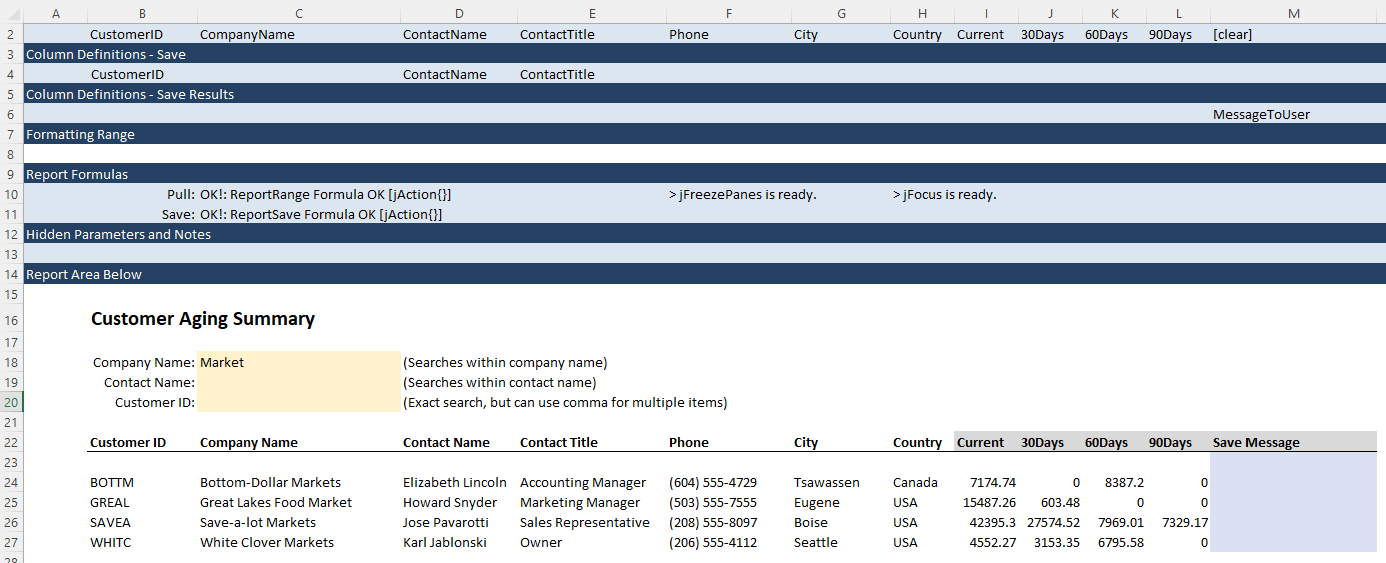 A B C D E F G H I J K L M
2 CustomerID CompanyName ContactName ContactTitle Phone City Country Current 30Days 60Days 90Days [clear]
3 Column Definitions - Save
4 CustomerID ContactName ContactTitle
5 Column Definitions - Save Results
6 MessageToUser
7 Formatting Range
8
9 Report Formulas
10 Pull: OK!: ReportRange Formula OK [jAction{}] > jFreezePanes is ready. > jFocus is ready.
11 Save: OK!: ReportSave Formula OK [jAction{}]
12 Hidden Parameters and Notes
13
14 Report Area Below
15
16 Customer Aging Summary
17
18 Company Name: Market (Searches within company name)
19 Contact Name: (Searches within contact name)
20 Customer ID: (Exact search, but can use comma for multiple items)
21
22 Customer ID Company Name Contact Name Contact Title Phone City Country Current 30Days 60Days 90Days Save Message
23
24 BOTTM Bottom-Dollar Markets Elizabeth Lincoln Accounting Manager (604) 555-4729 Tsawassen Canada 7174.74 0 8387.2 0
25 GREAL Great Lakes Food Market Howard Snyder Marketing Manager (503) 555-7555 Eugene USA 15487.26 603.48 0 0
26 SAVEA Save-a-lot Markets Jose Pavarotti Sales Representative (208) 555-8097 Boise USA 42395.3 27574.52 7969.01 7329.17
27 WHITC White Clover Markets Karl Jablonski Owner (206) 555-4112 Seattle USA 4552.27 3153.35 6795.58 0
28